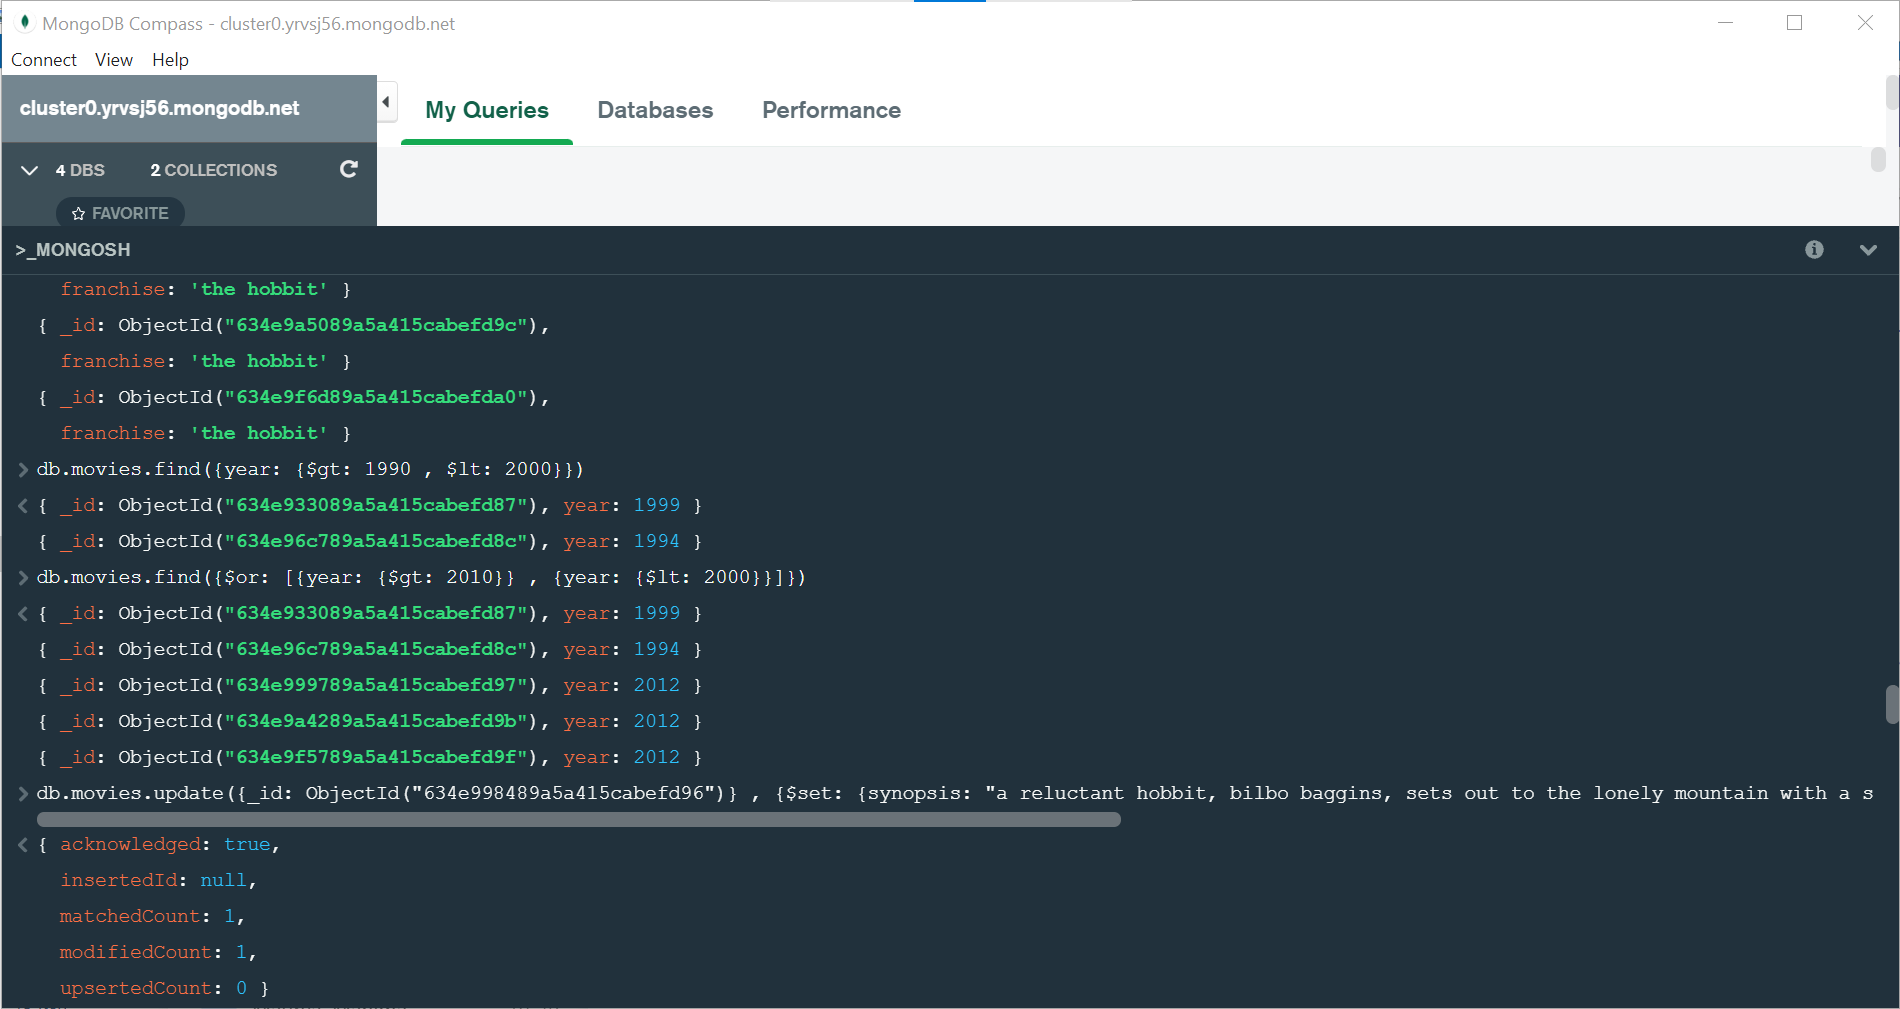 MongoDB Compass - cluster0.yrvsj56.mongodb.net
Connect View Help
cluster0.yrvsj56.mongodb.net
My Queries Databases Performance
4 DBS 2 COLLECTIONS
FAVORITE
>_MONGOSH
franchise: 'the hobbit' }
{ _id: ObjectId("634e9a5089a5a415cabefd9c"),
franchise: 'the hobbit' }
{ _id: ObjectId("634e9f6d89a5a415cabefda0"),
franchise: 'the hobbit' }
> db.movies.find({year: {$gt: 1990 , $lt: 2000}})
< { _id: ObjectId("634e933089a5a415cabefd87"), year: 1999 }
{ _id: ObjectId("634e96c789a5a415cabefd8c"), year: 1994 }
> db.movies.find({$or: [{year: {$gt: 2010}} , {year: {$lt: 2000}}]})
< { _id: ObjectId("634e933089a5a415cabefd87"), year: 1999 }
{ _id: ObjectId("634e96c789a5a415cabefd8c"), year: 1994 }
{ _id: ObjectId("634e999789a5a415cabefd97"), year: 2012 }
{ _id: ObjectId("634e9a4289a5a415cabefd9b"), year: 2012 }
{ _id: ObjectId("634e9f5789a5a415cabefd9f"), year: 2012 }
> db.movies.update({_id: ObjectId("634e998489a5a415cabefd96")} , {$set: {synopsis: "a reluctant hobbit, bilbo baggins, sets out to the lonely mountain with a s
< { acknowledged: true,
insertedId: null,
matchedCount: 1,
modifiedCount: 1,
upsertedCount: 0 }